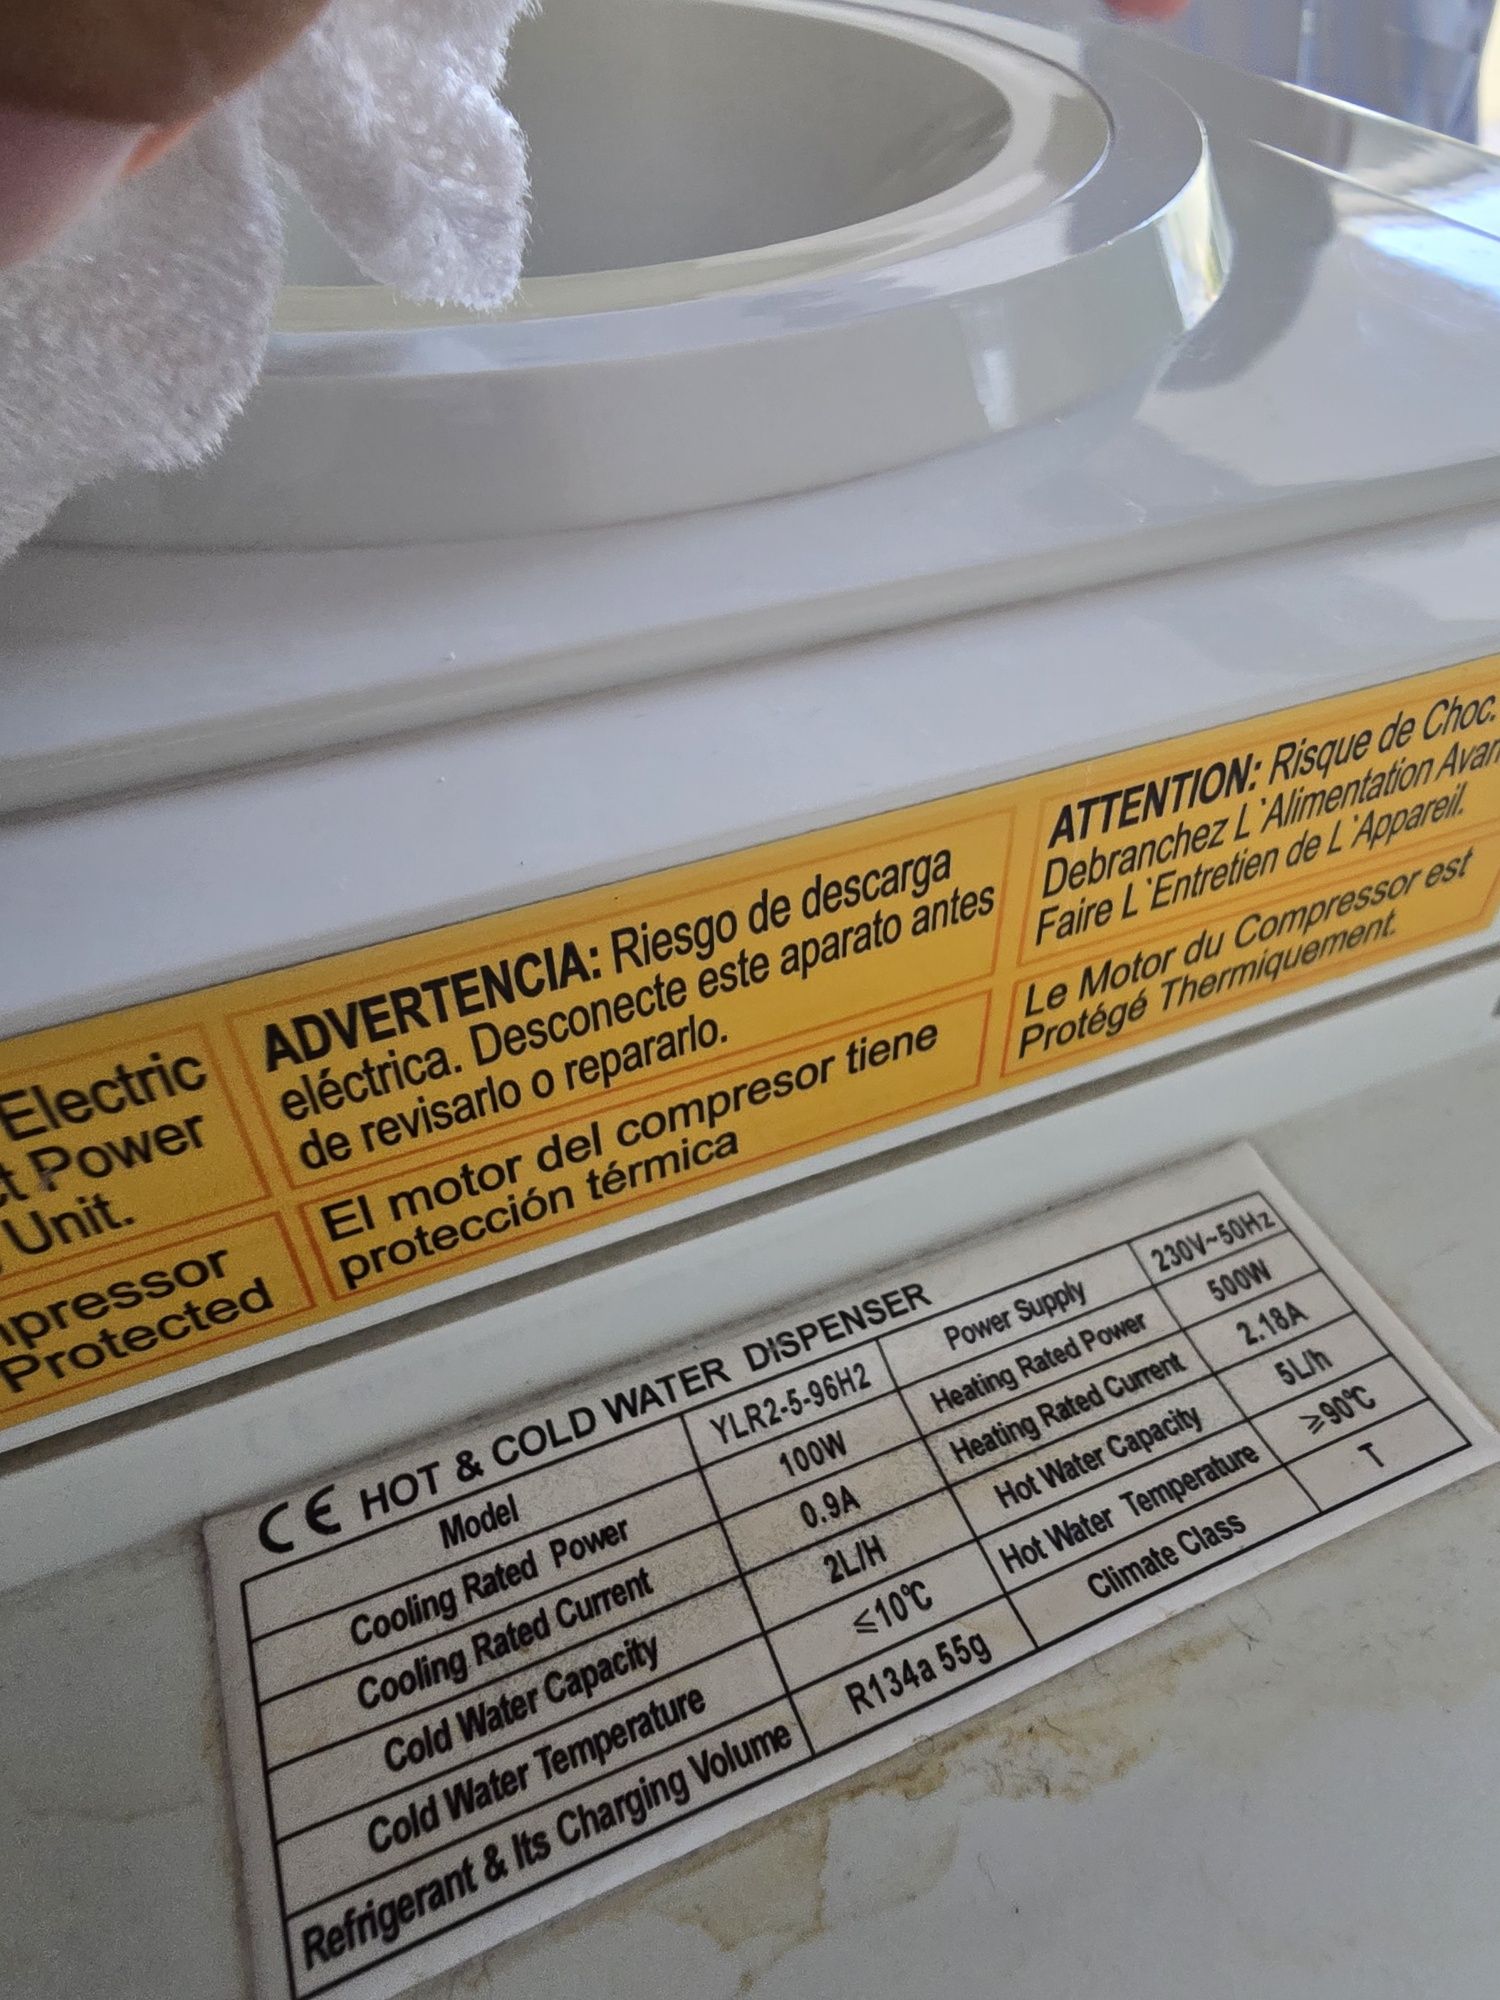 Electric
Power
Unit.
Protected
ADVERTENCIA: Riesgo de descarga
eléctrica. Desconecte este aparato antes
de revisarlo o repararlo.
El motor del compresor tiene
protección térmica
ATTENTION: Risque de Choc.
Debranchez L`Alimentation
Faire L`Entretien de L`Appareil.
Le Motor du Compressor est
Protégé Thermiquement.
CE HOT & COLD WATER DISPENSER
Model YLR2-5-96H2 Power Supply 230V~50Hz
Cooling Rated Power 100W Heating Rated Power 500W
Cooling Rated Current 0.9A Heating Rated Current 2.18A
Cold Water Capacity 2L/H Hot Water Capacity 5L/h
Cold Water Temperature ≤10℃ Hot Water Temperature ≥90℃
Refrigerant & Its Charging Volume R134a 55g Climate Class T